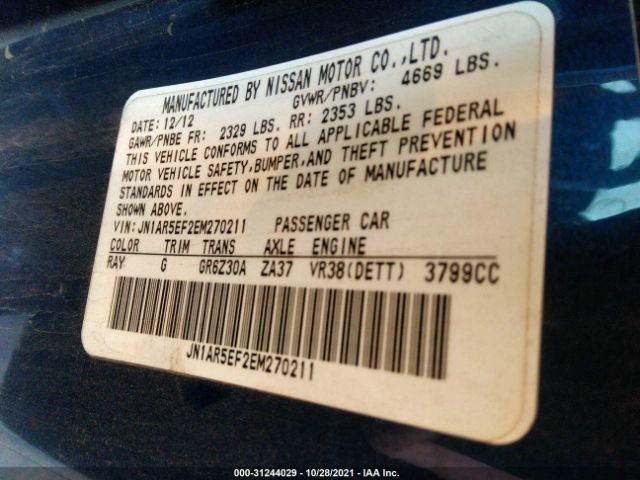 MANUFACTURED BY NISSAN MOTOR CO.,LTD.
DATE: 12/12 GVWR/PNBV: 4669 LBS.
GAWR/PNBE FR: 2329 LBS. RR: 2353 LBS.
THIS VEHICLE CONFORMS TO ALL APPLICABLE FEDERAL
MOTOR VEHICLE SAFETY,BUMPER,AND THEFT PREVENTION
STANDARDS IN EFFECT ON THE DATE OF MANUFACTURE
SHOWN ABOVE.
VIN:JN1AR5EF2EM270211 PASSENGER CAR
COLOR TRIM TRANS AXLE ENGINE
RAY G GR6Z30A ZA37 VR38(DETT) 3799CC
JN1AR5EF2EM270211
000-31244029 | 10/28/2021 - IAA Inc.